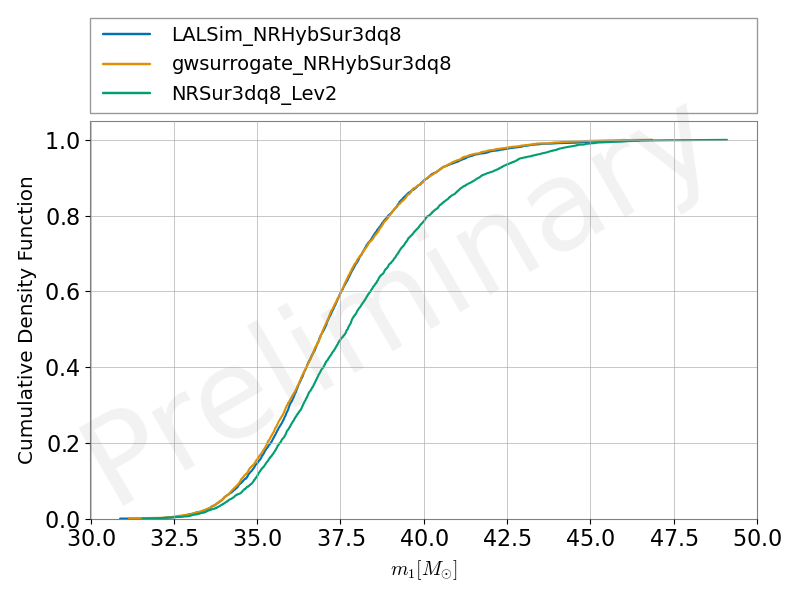 LALSim_NRHybSur3dq8
gwsurrogate_NRHybSur3dq8
NRSur3dq8_Lev2
1.0
0.8
0.6
0.4
0.2
0.0
Cumulative Density Function
Preliminary
30.0 32.5 35.0 37.5 40.0 42.5 45.0 47.5 50.0
m₁[M☉]